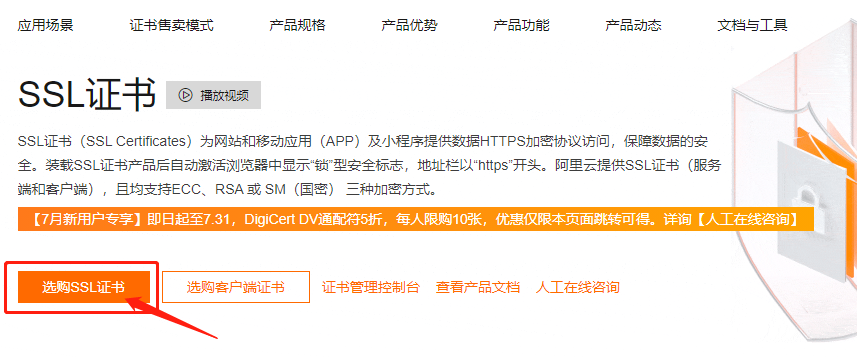 应用场景 证书售卖模式 产品规格 产品优势 产品功能 产品动态 文档与工具
SSL证书 播放视频
SSL证书（SSL Certificates）为网站和移动应用（APP）及小程序提供数据HTTPS加密协议访问，保障数据的安
全。装载SSL证书产品后自动激活浏览器中显示“锁”型安全标志，地址栏以“https”开头。阿里云提供SSL证书（服务
端和客户端），且均支持ECC、RSA 或 SM（国密） 三种加密方式。
【7月新用户专享】即日起至7.31，DigiCert DV通配符5折，每人限购10张，优惠仅限本页面跳转可得。详询【人工在线咨询】
选购SSL证书 选购客户端证书 证书管理控制台 查看产品文档 人工在线咨询